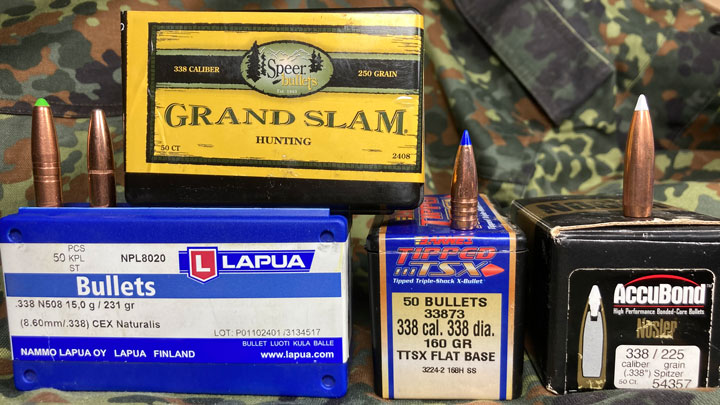 338 CALIBER
Speer
bullets
250 GRAIN
GRAND SLAM
HUNTING
50 CT
2408
PCS
50 KPL
ST
NPL8020
L LAPUA
Bullets
.338 N508 15,0 g / 231 gr
(8.60mm/.338) CEX Naturalis
LOT: P01102401 /3134517
BULLET LUOTI KULA BALLE
NAMMO LAPUA OY LAPUA FINLAND
www.lapua.com
TIPPED
TSX
Tipped Triple-Shock X-Bullet
50 BULLETS
33873
338 cal. 338 dia.
160 GR
TTSX FLAT BASE
3224-2 168H SS
AccuBond
High Performance Bonded-Core Bullets
Nosler
338 / 225
caliber grain
(.338") Spitzer
50 Ct. 54357